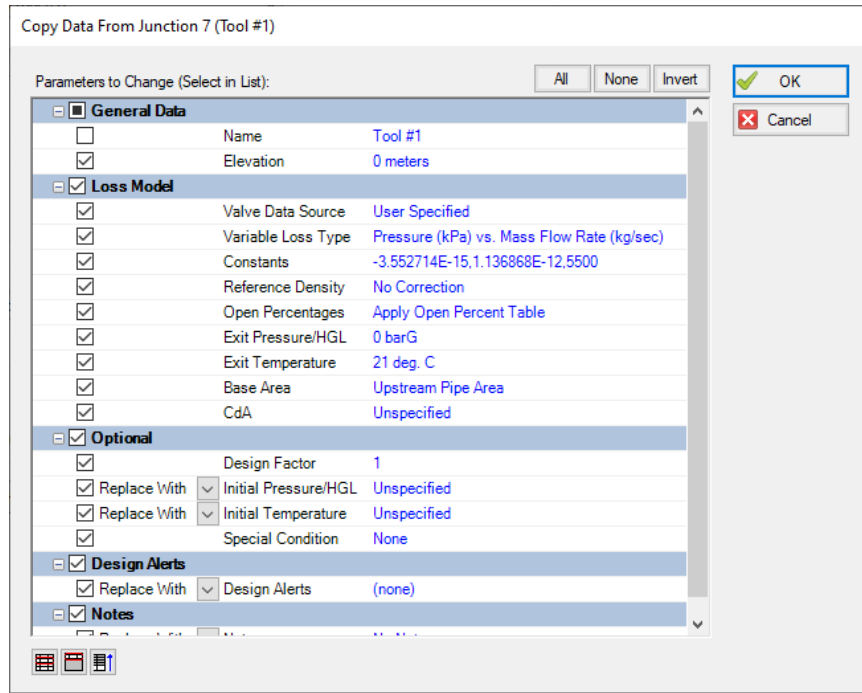 Copy Data From Junction 7 (Tool #1)
Parameters to Change (Select in List):
All None Invert
OK
Cancel
General Data
Name Tool #1
Elevation 0 meters
Loss Model
Valve Data Source User Specified
Variable Loss Type Pressure (kPa) vs. Mass Flow Rate (kg/sec)
Constants -3.552714E-15,1.136868E-12,5500
Reference Density No Correction
Open Percentages Apply Open Percent Table
Exit Pressure/HGL 0 barG
Exit Temperature 21 deg. C
Base Area Upstream Pipe Area
CdA Unspecified
Optional
Design Factor 1
Replace With Initial Pressure/HGL Unspecified
Replace With Initial Temperature Unspecified
Special Condition None
Design Alerts
Replace With Design Alerts (none)
Notes